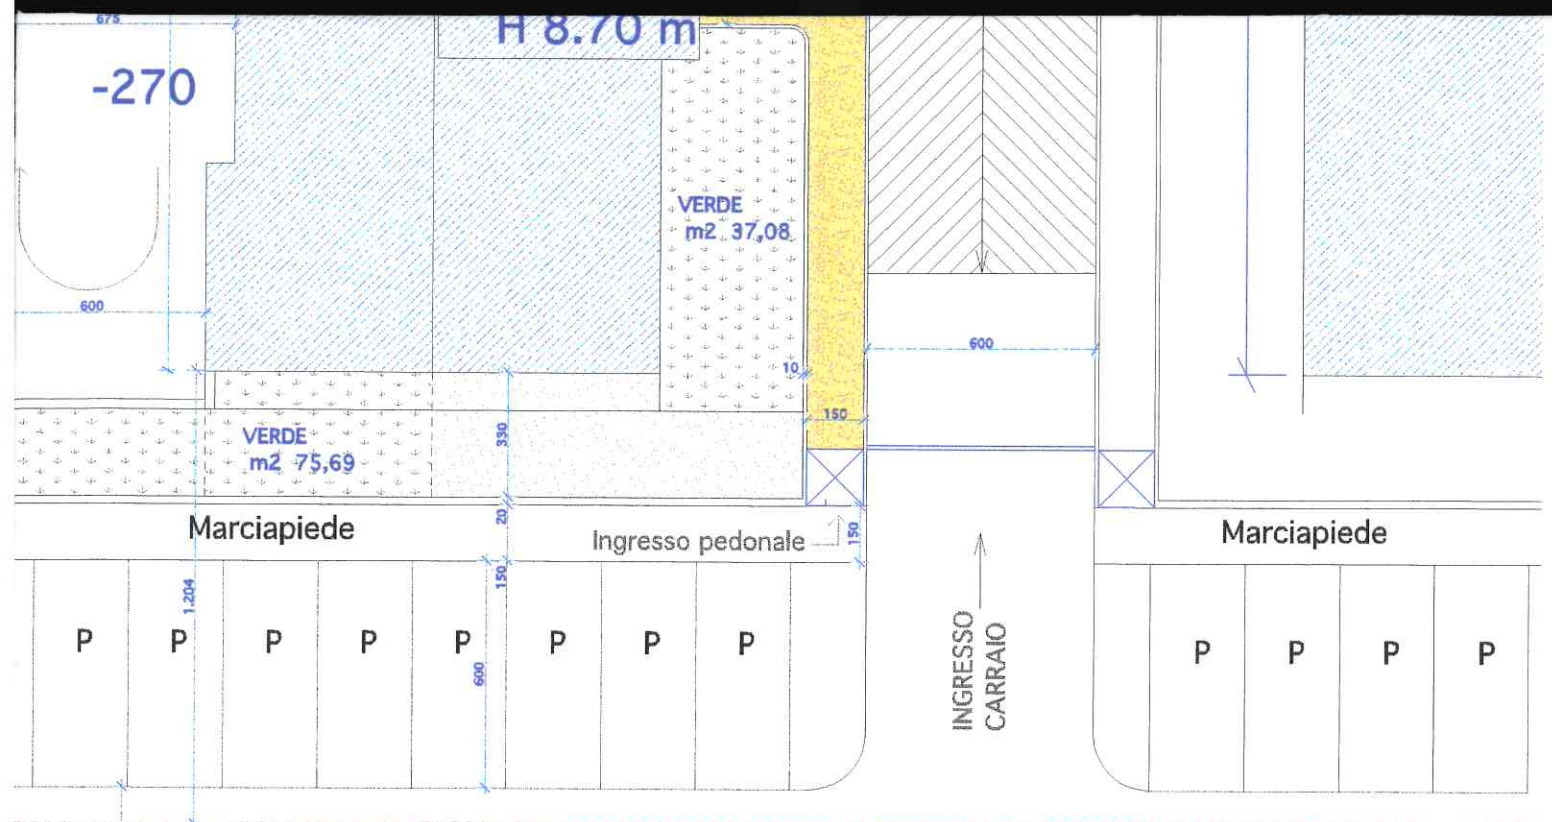 675
H 8.70 m
-270
VERDE
m2 37,08
600
600
10
150
330
VERDE
m2 75,69
20
Marciapiede
Ingresso pedonale
150
Marciapiede
150
1.204
P
P
P
P
P
P
P
P
600
INGRESSO
CARRAIO
P
P
P
P